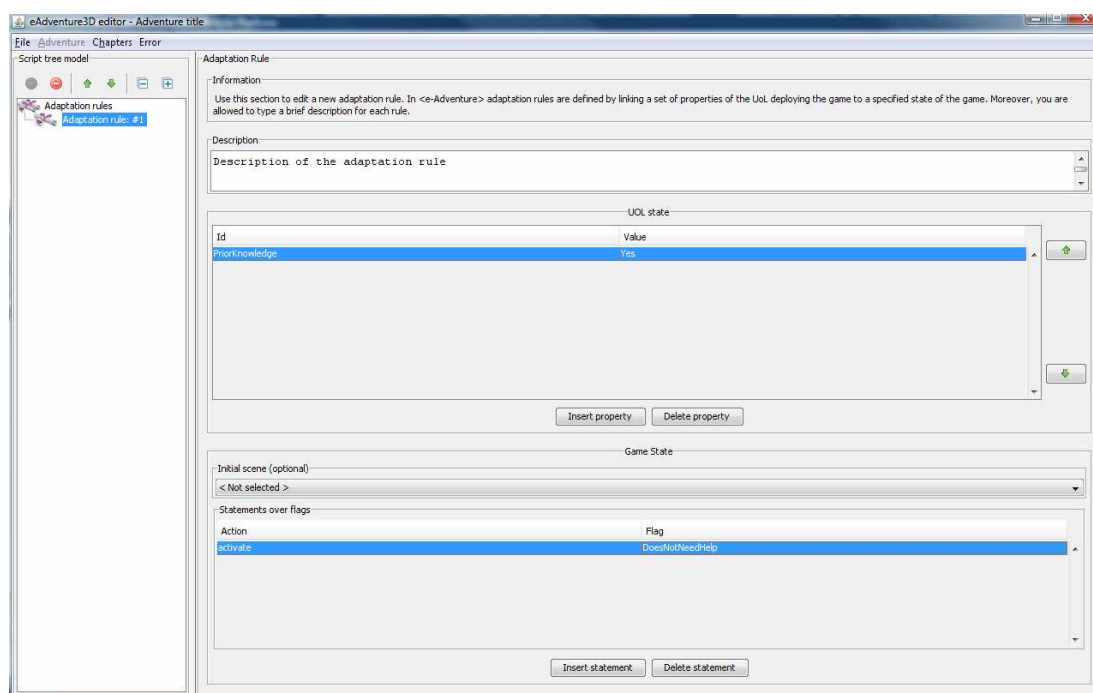 eAdventure3D editor - Adventure title
File Adventure Chapters Error
Script tree model
Adaptation rules
Adaptation rule: #1
Adaptation Rule
Information
Use this section to edit a new adaptation rule. In <e-Adventure> adaptation rules are defined by linking a set of properties of the UoL deploying the game to a specified state of the game. Moreover, you are
allowed to type a brief description for each rule.
Description
Description of the adaptation rule
UOL state
Id Value
PriorKnowledge Yes
Insert property Delete property
Game State
Initial scene (optional)
< Not selected >
Statements over flags
Action Flag
activate DoesNotNeedHelp
Insert statement Delete statement